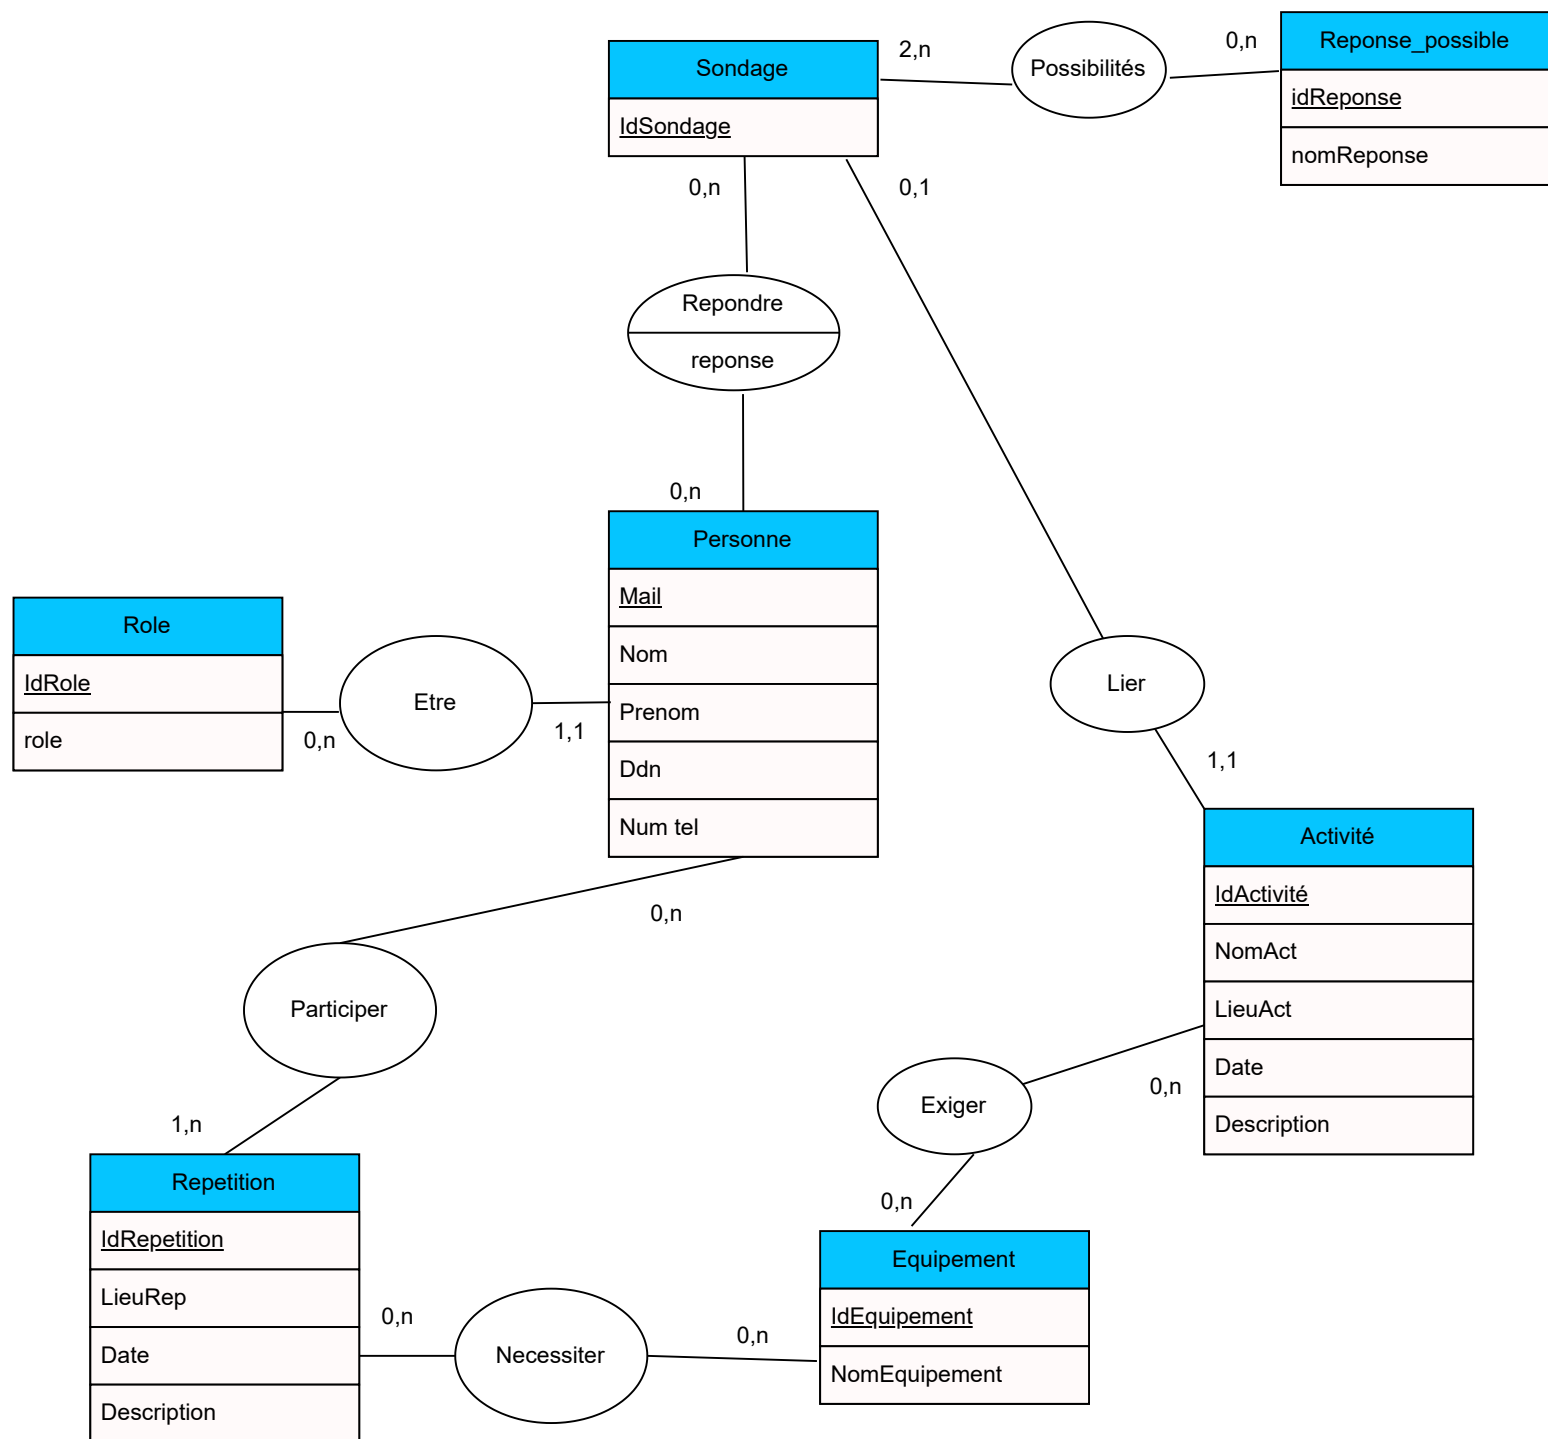 Sondage
IdSondage
2,n
Possibilités
0,n
Reponse_possible
idReponse
nomReponse
0,n
0,1
Repondre
reponse
0,n
Personne
Mail
Nom
Prenom
Ddn
Num tel
Role
IdRole
role
0,n
Etre
1,1
Lier
1,1
Activité
IdActivité
NomAct
LieuAct
Date
Description
0,n
Participer
1,n
Exiger
0,n
0,n
Repetition
IdRepetition
LieuRep
Date
Description
0,n
Necessiter
0,n
Equipement
IdEquipement
NomEquipement